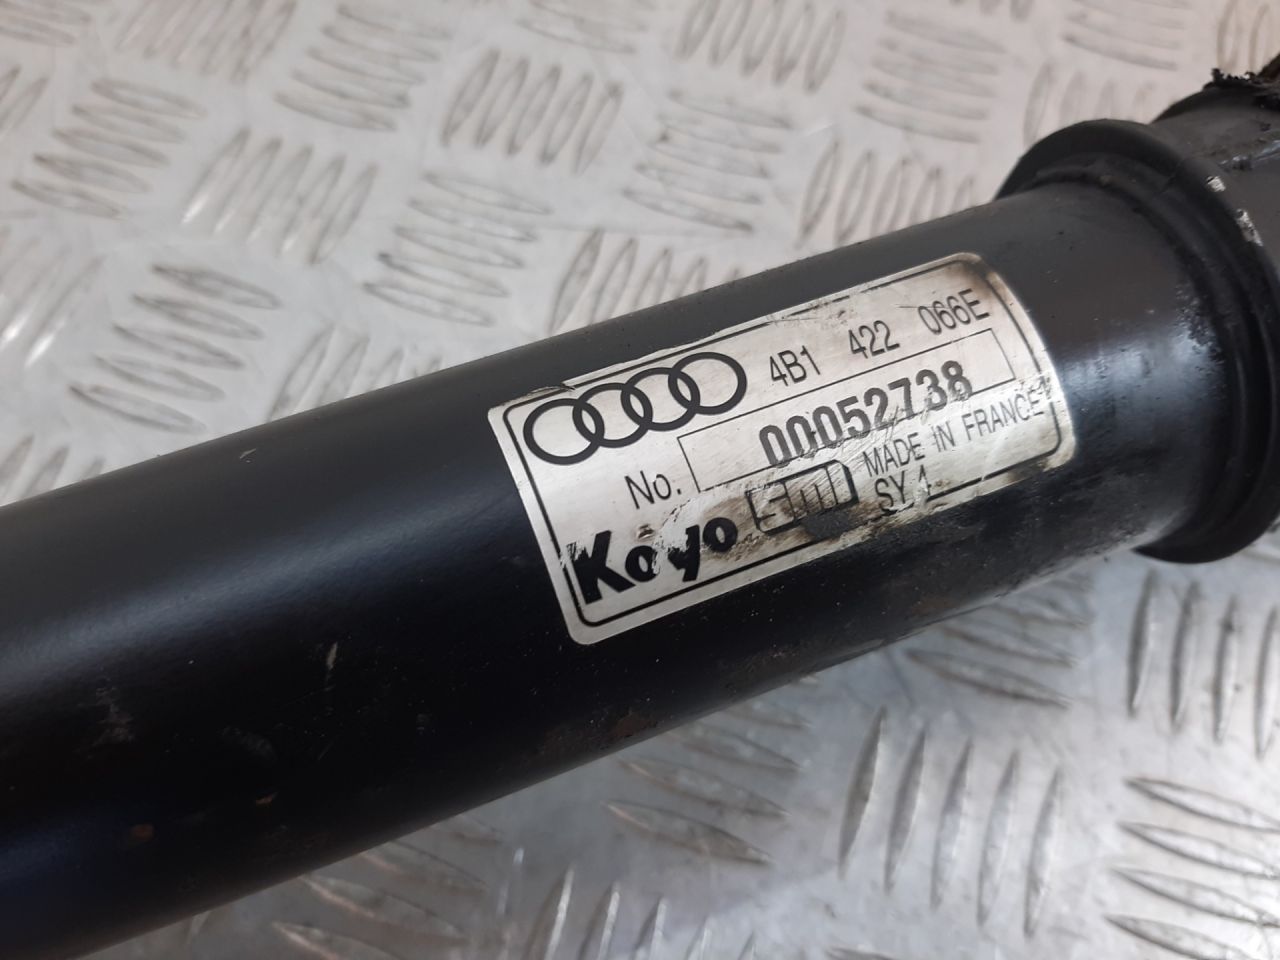 4B1 422 066E
No. 00052738
MADE IN FRANCE
Koyo SY 1